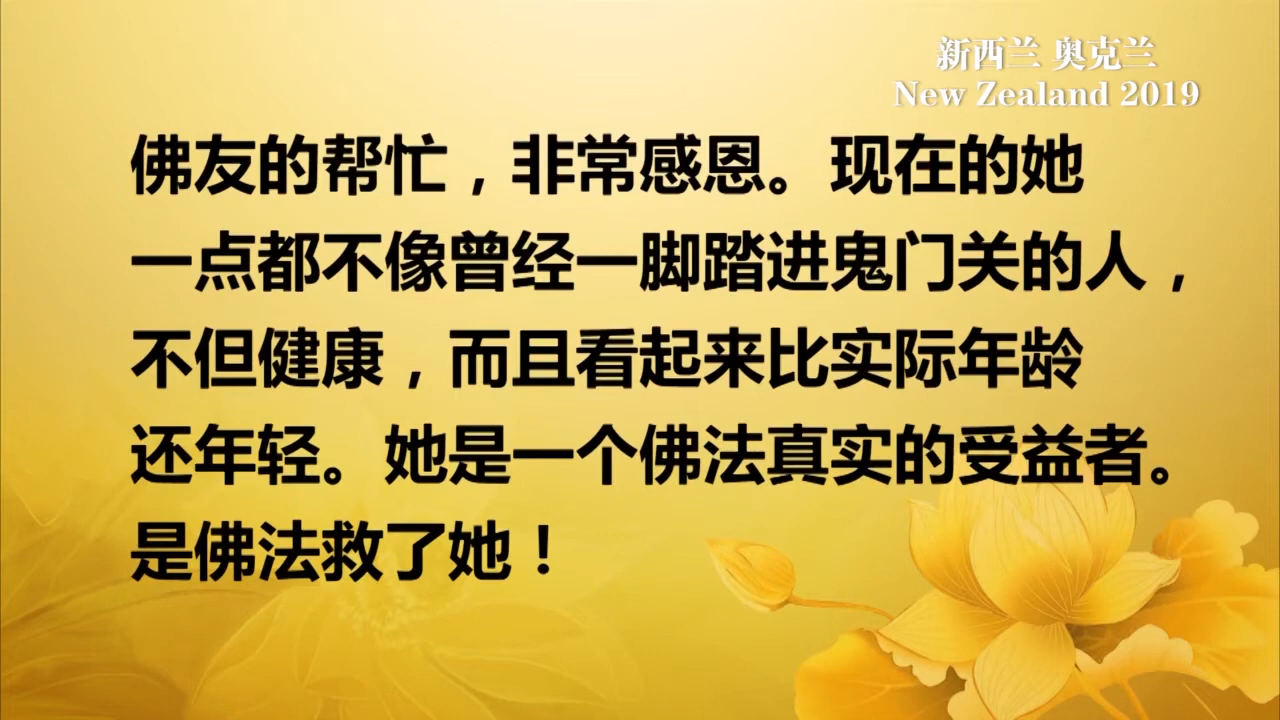 新西兰 奥克兰
New Zealand 2019
佛友的帮忙，非常感恩。现在的她
一点都不像曾经一脚踏进鬼门关的人，
不但健康，而且看起来比实际年龄
还年轻。她是一个佛法真实的受益者。
是佛法救了她！